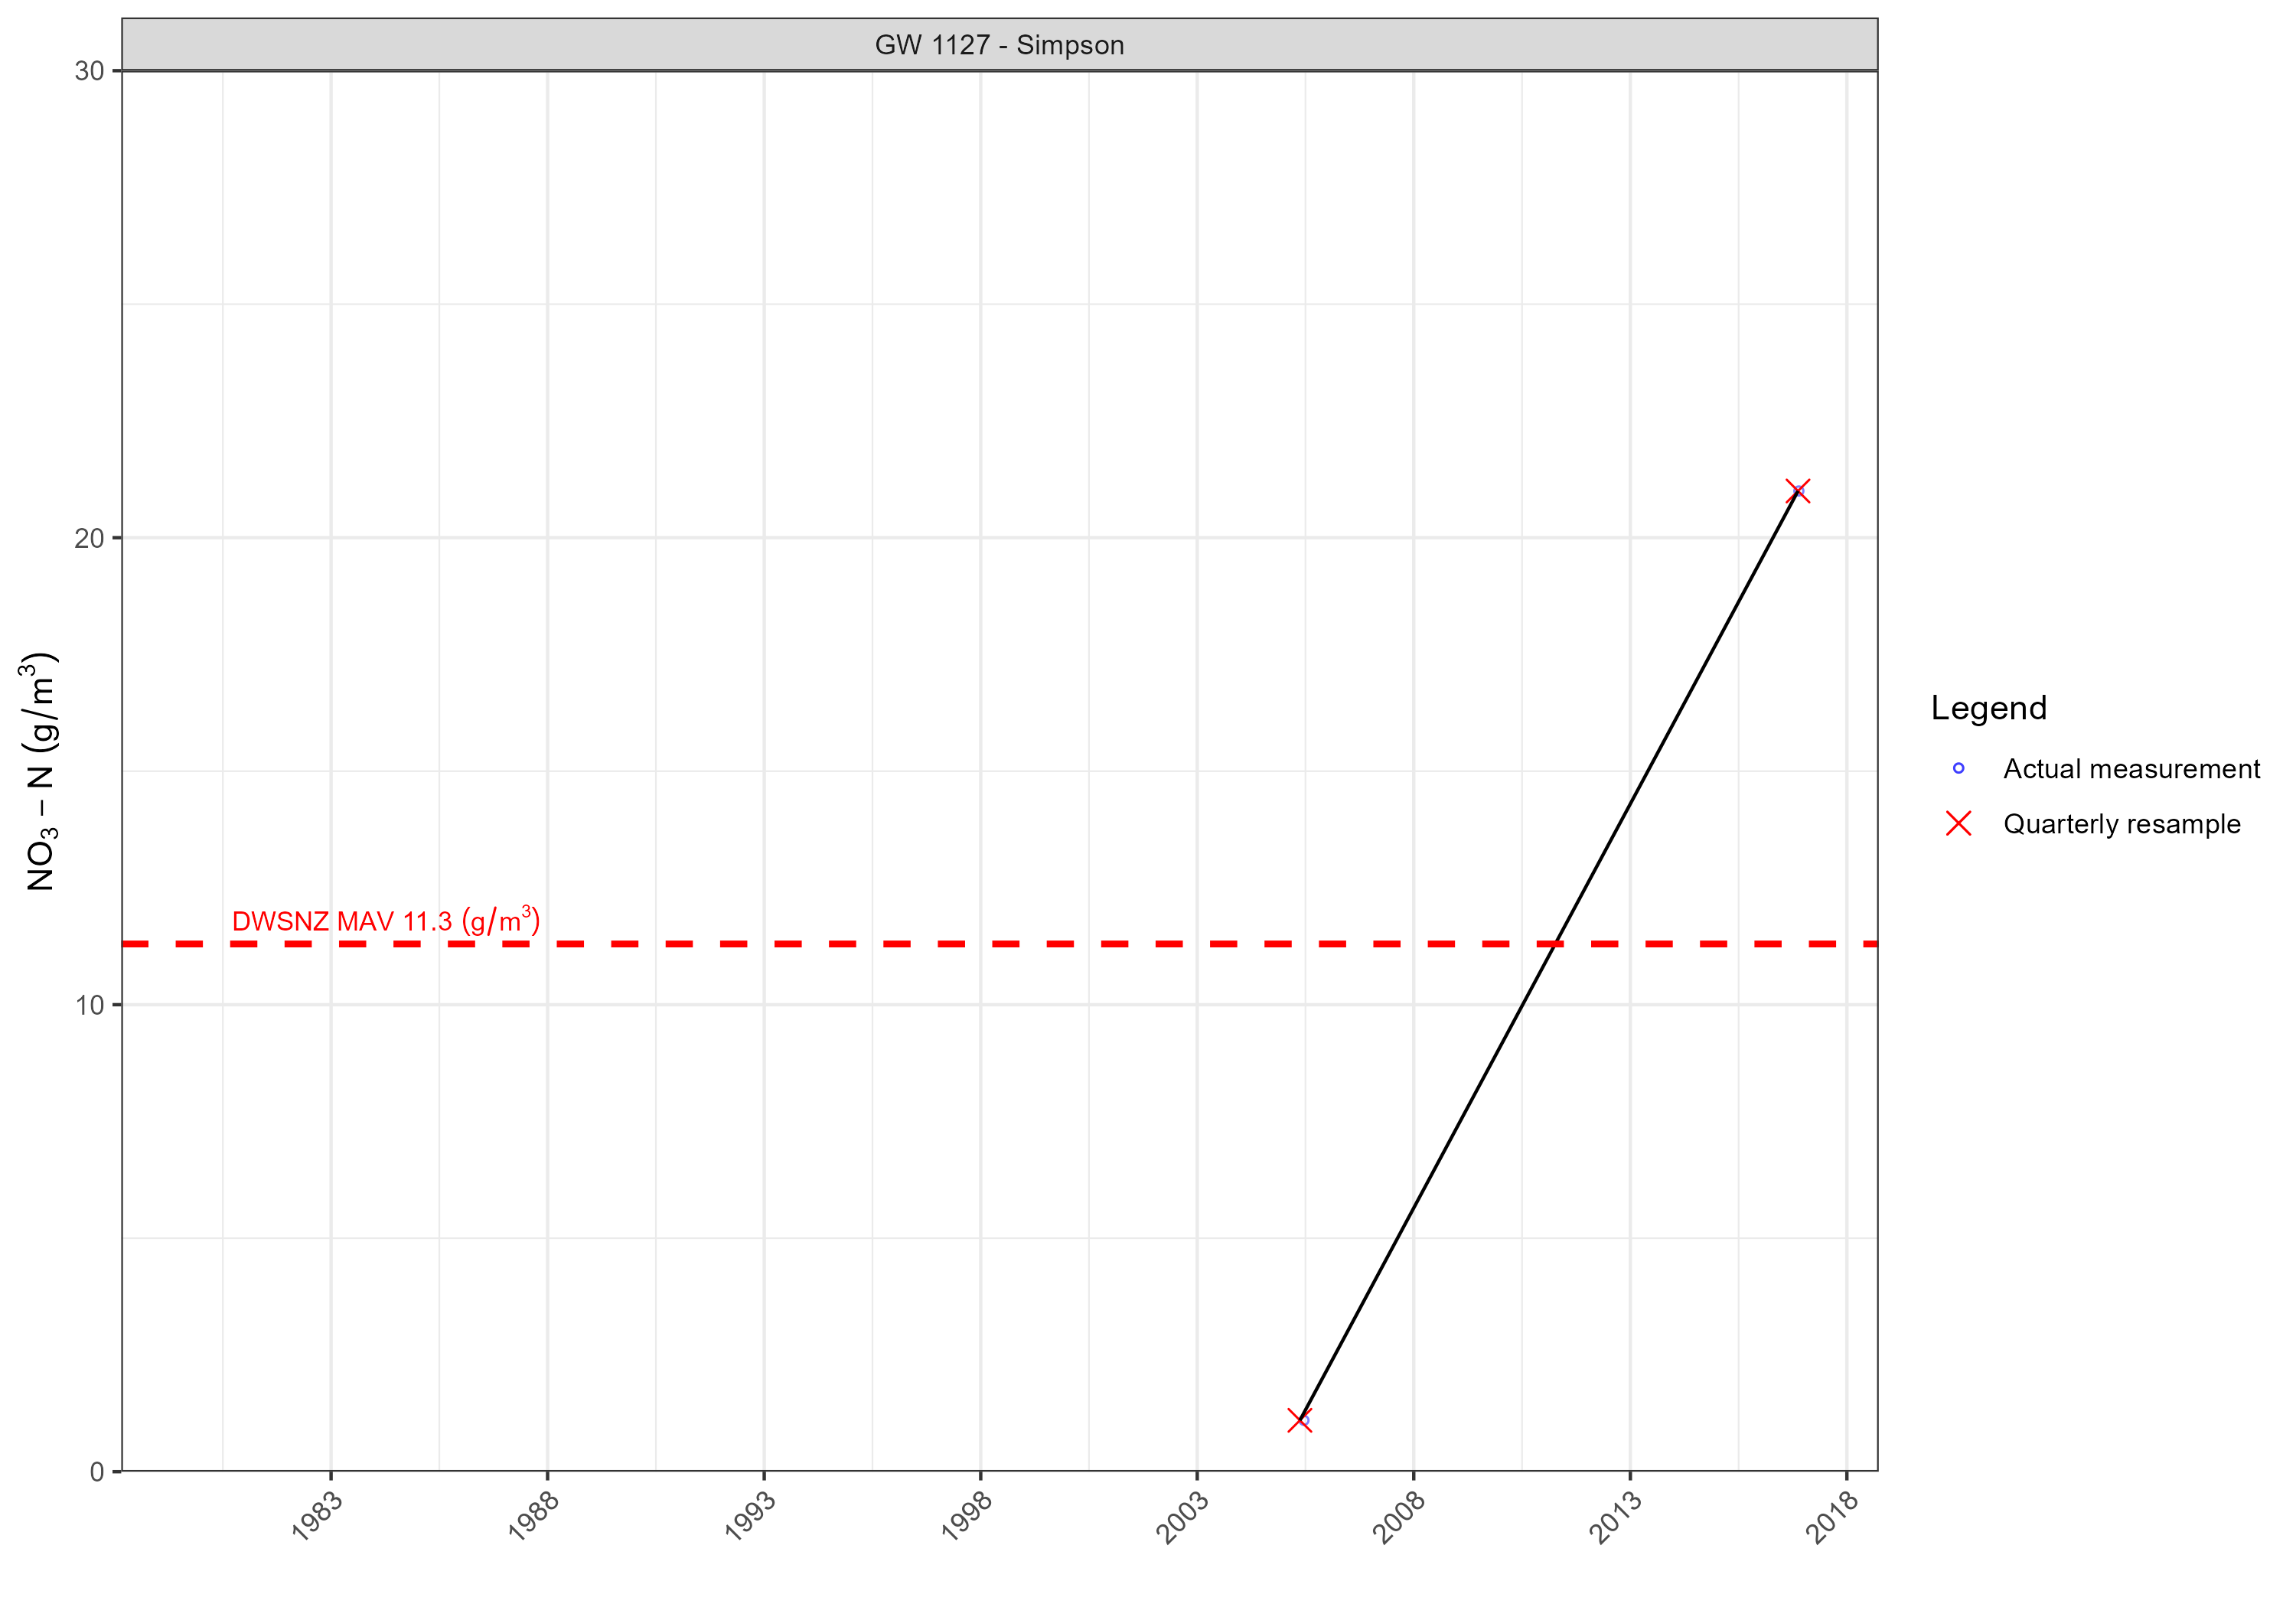 GW 1127 - Simpson
30
20
10
0
NO₃ – N (g/m³)
DWSNZ MAV 11.3 (g/m³)
1983
1988
1993
1998
2003
2008
2013
2018
Legend
Actual measurement
Quarterly resample